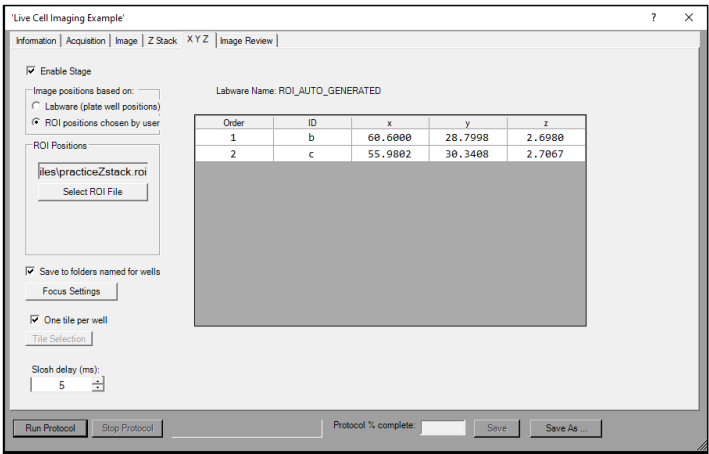 'Live Cell Imaging Example' ? ×
Information Acquisition Image Z Stack X Y Z Image Review
Enable Stage
Image positions based on:
Labware (plate well positions)
ROI positions chosen by user
Labware Name: ROI_AUTO_GENERATED
Order ID x y z
1 b 60.6000 28.7998 2.6980
2 c 55.9802 30.3408 2.7067
ROI Positions
iles\practiceZstack.roi
Select ROI File
Save to folders named for wells
Focus Settings
One tile per well
Tile Selection
Slosh delay (ms):
5
Run Protocol Stop Protocol Protocol % complete: Save Save As ...